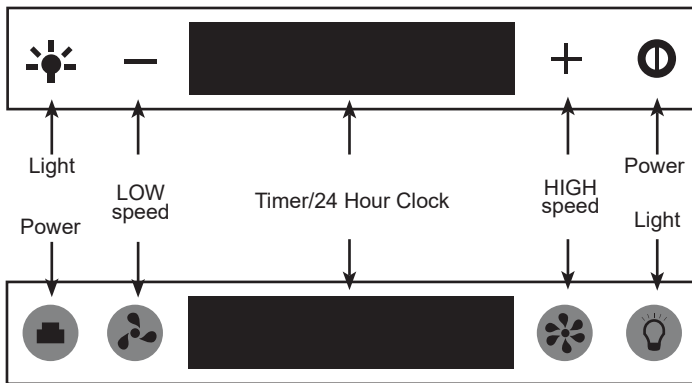 Light
Power
LOW
speed
Timer/24 Hour Clock
HIGH
speed
Power
Light